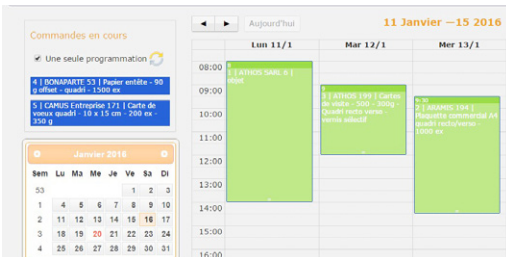 Commandes en cours
Une seule programmation
4 | BONAPARTE 53 | Papier entête - 90
g offset - quadri - 1500 ex
5 | CAMUS Entreprise 171 | Carte de
voeux quadri - 10 x 15 cm - 200 ex -
350 g
Janvier 2016
Sem Lu Ma Me Je Ve Sa Di
53 1 2 3
1 4 5 6 7 8 9 10
2 11 12 13 14 15 16 17
3 18 19 20 21 22 23 24
4 25 26 27 28 29 30 31
Aujourd'hui
11 Janvier —15 2016
Lun 11/1 Mar 12/1 Mer 13/1
08:00
09:00
10:00
11:00
12:00
13:00
14:00
15:00
16:00
1 | ATHOS SARL 6 |
objet
3 | ATHOS 199 | Cartes
de visite - 500 - 300g -
Quadri recto verso -
vernis sélectif
2 | ARAMIS 194 |
Plaquette commercial A4
quadri recto/verso -
1000 ex